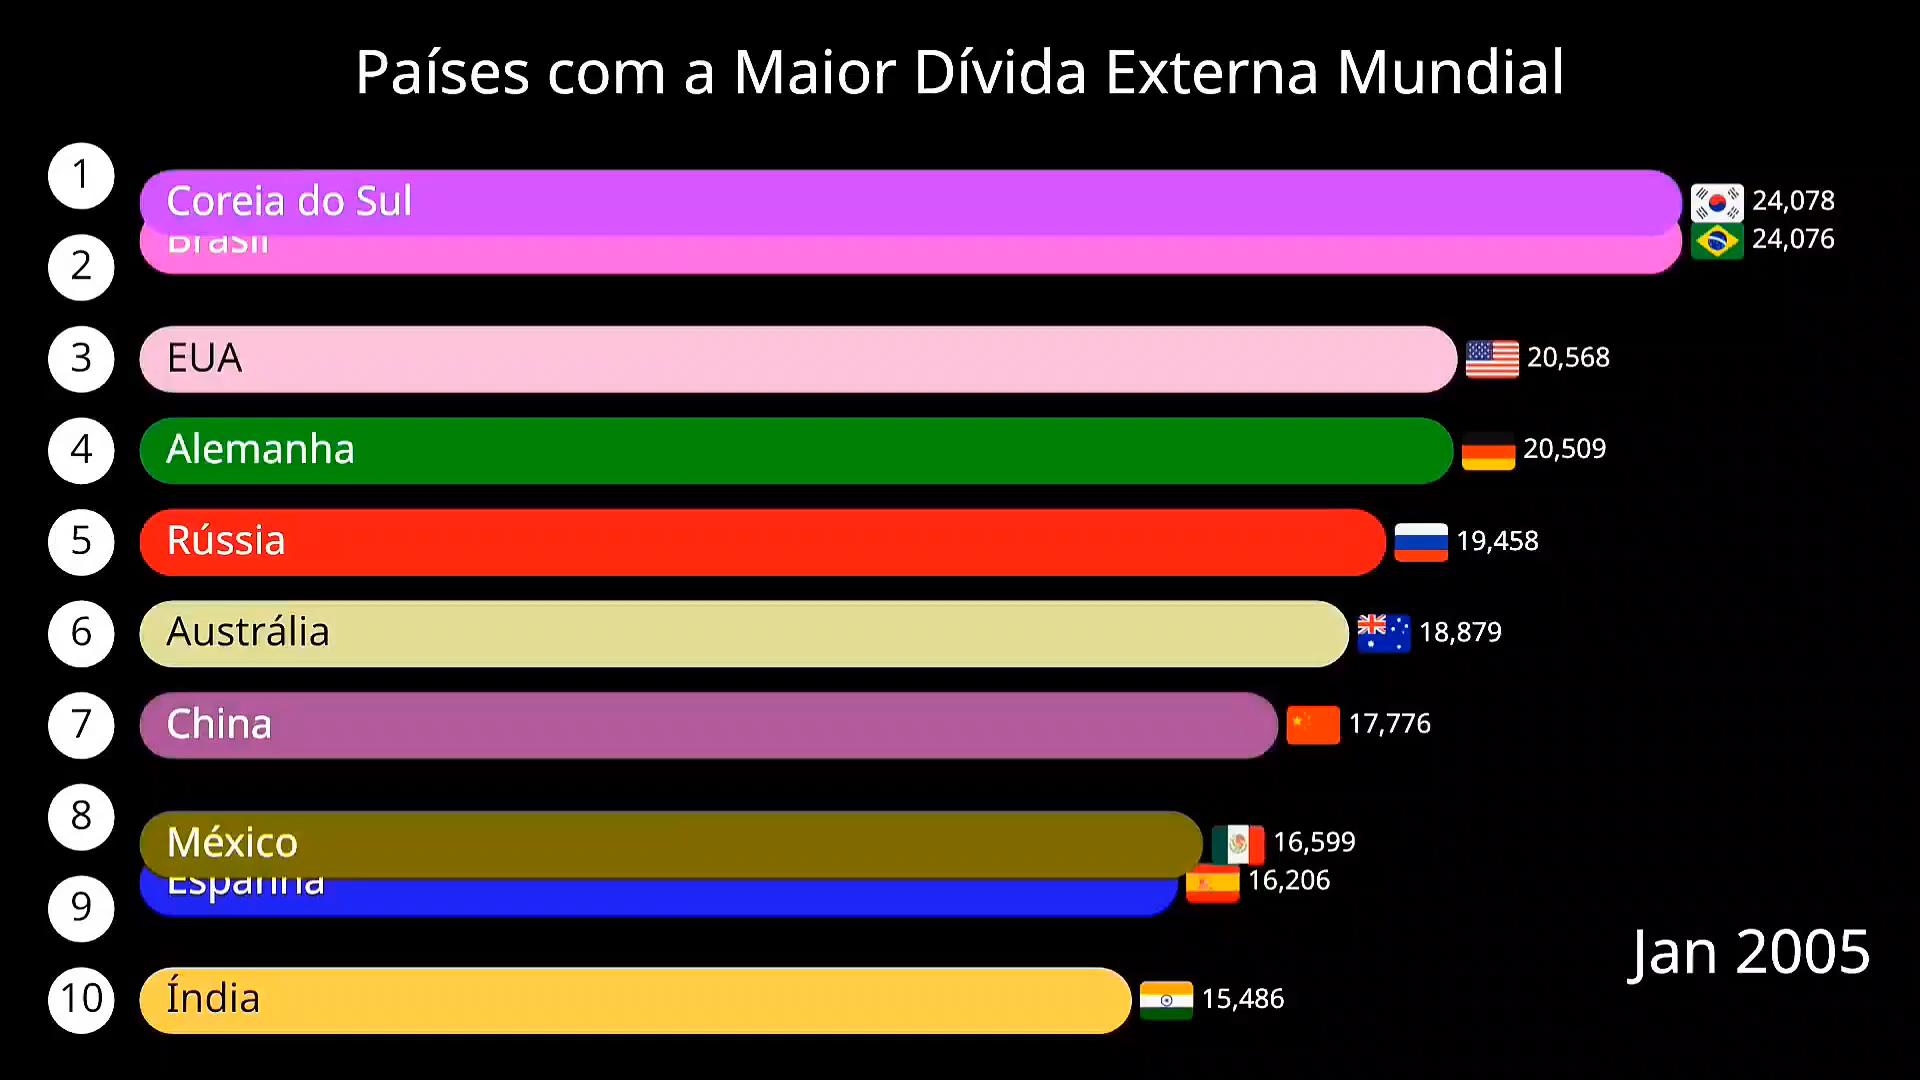 Países com a Maior Dívida Externa Mundial
1
Coreia do Sul
24,078
2
Brasil
24,076
3
EUA
20,568
4
Alemanha
20,509
5
Rússia
19,458
6
Austrália
18,879
7
China
17,776
8
México
16,599
9
Espanha
16,206
10
Índia
15,486
Jan 2005